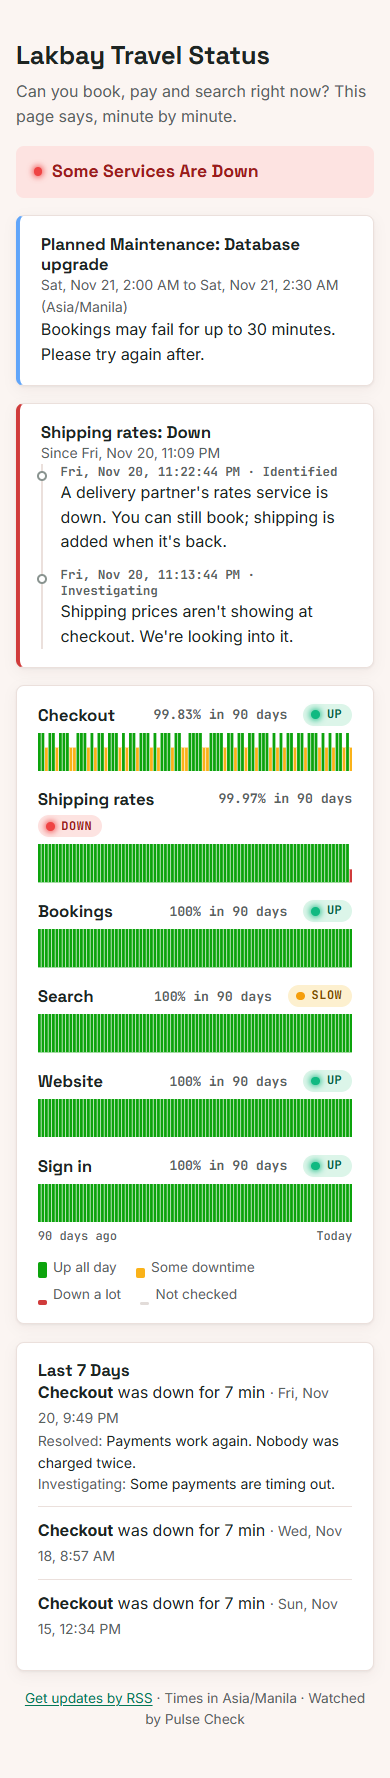 Lakbay Travel Status
Can you book, pay and search right now? This
page says, minute by minute.
Some Services Are Down
Planned Maintenance: Database
upgrade
Sat, Nov 21, 2:00 AM to Sat, Nov 21, 2:30 AM
(Asia/Manila)
Bookings may fail for up to 30 minutes.
Please try again after.
Shipping rates: Down
Since Fri, Nov 20, 11:09 PM
Fri, Nov 20, 11:22:44 PM · Identified
A delivery partner's rates service is
down. You can still book; shipping is
added when it's back.
Fri, Nov 20, 11:13:44 PM ·
Investigating
Shipping prices aren't showing at
checkout. We're looking into it.
Checkout 99.83% in 90 days UP
Shipping rates 99.97% in 90 days
DOWN
Bookings 100% in 90 days UP
Search 100% in 90 days SLOW
Website 100% in 90 days UP
Sign in 100% in 90 days UP
90 days ago Today
Up all day Some downtime
Down a lot Not checked
Last 7 Days
Checkout was down for 7 min · Fri, Nov
20, 9:49 PM
Resolved: Payments work again. Nobody was
charged twice.
Investigating: Some payments are timing out.
Checkout was down for 7 min · Wed, Nov
18, 8:57 AM
Checkout was down for 7 min · Sun, Nov
15, 12:34 PM
Get updates by RSS · Times in Asia/Manila · Watched
by Pulse Check